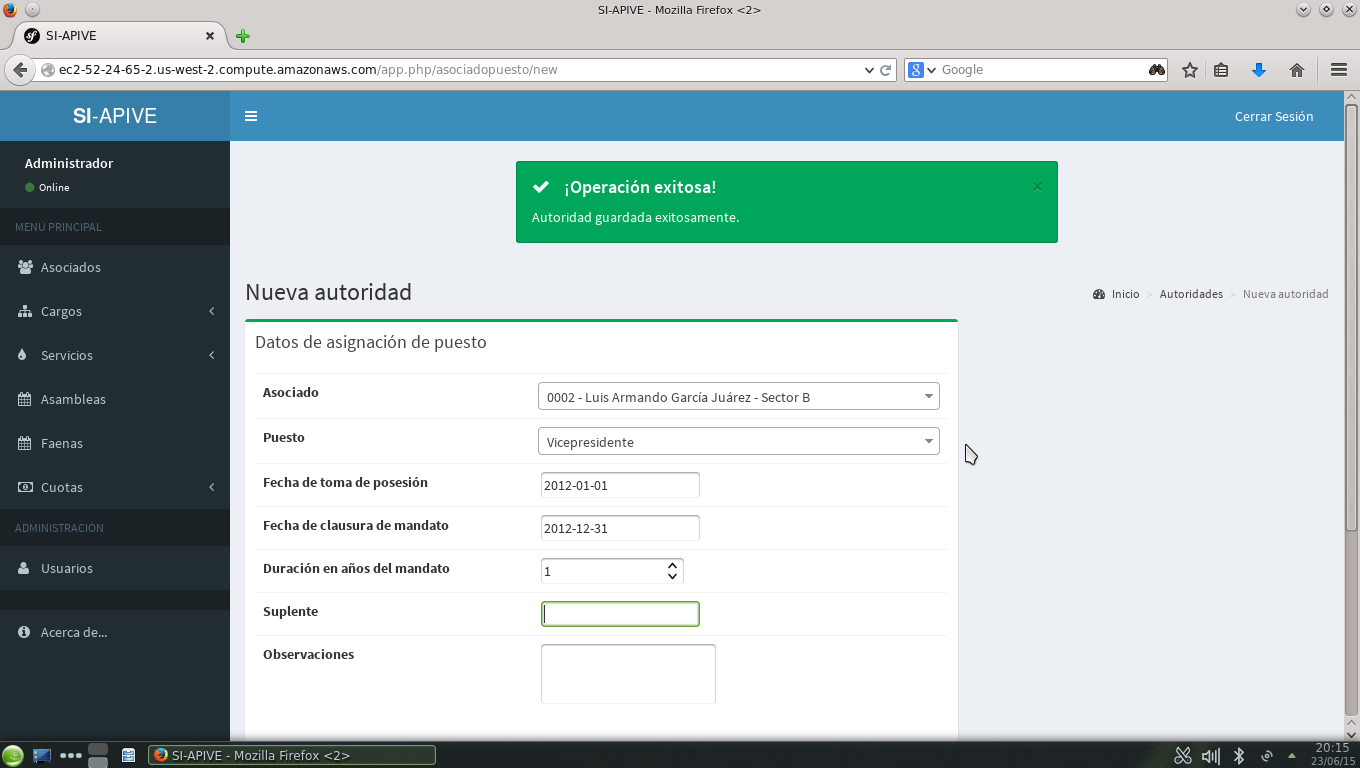 SI-APIVE - Mozilla Firefox <2>
SI-APIVE
ec2-52-24-65-2.us-west-2.compute.amazonaws.com/app.php/asociadopuesto/new
Google
SI-APIVE
Cerrar Sesión
Administrador
Online
MENÚ PRINCIPAL
Asociados
Cargos
Servicios
Asambleas
Faenas
Cuotas
ADMINISTRACIÓN
Usuarios
Acerca de...
¡Operación exitosa!
×
Autoridad guardada exitosamente.
Nueva autoridad
Inicio > Autoridades > Nueva autoridad
Datos de asignación de puesto
Asociado 0002 - Luis Armando García Juárez - Sector B
Puesto Vicepresidente
Fecha de toma de posesión 2012-01-01
Fecha de clausura de mandato 2012-12-31
Duración en años del mandato 1
Suplente
Observaciones
SI-APIVE - Mozilla Firefox <2>
20:15
23/06/15